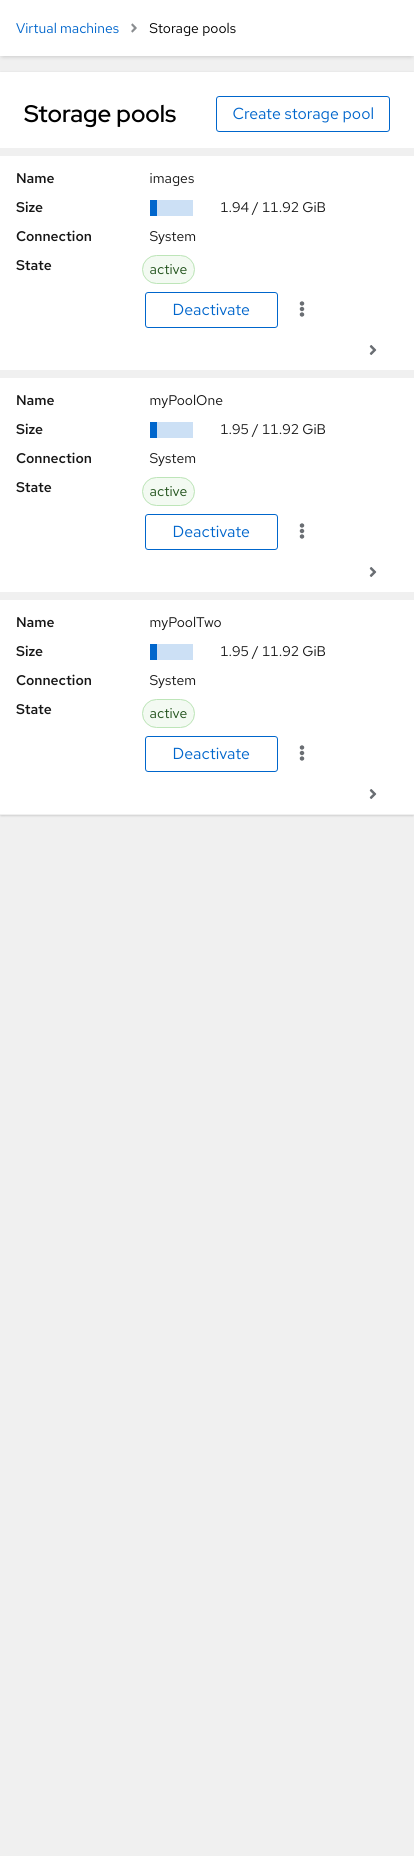 Virtual machines Storage pools
Storage pools Create storage pool
Name images
Size 1.94 / 11.92 GiB
Connection System
State active
Deactivate
Name myPoolOne
Size 1.95 / 11.92 GiB
Connection System
State active
Deactivate
Name myPoolTwo
Size 1.95 / 11.92 GiB
Connection System
State active
Deactivate